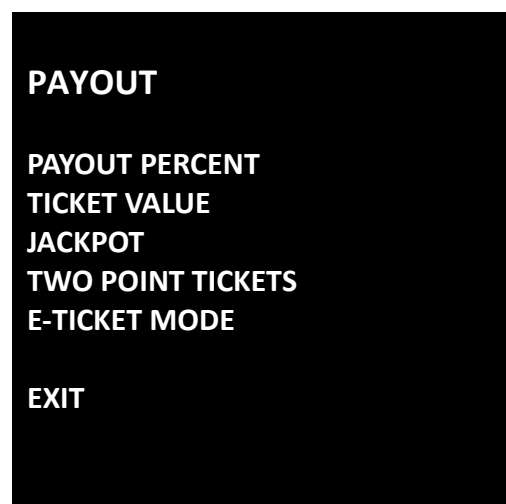 PAYOUT
PAYOUT PERCENT
TICKET VALUE
JACKPOT
TWO POINT TICKETS
E-TICKET MODE
EXIT